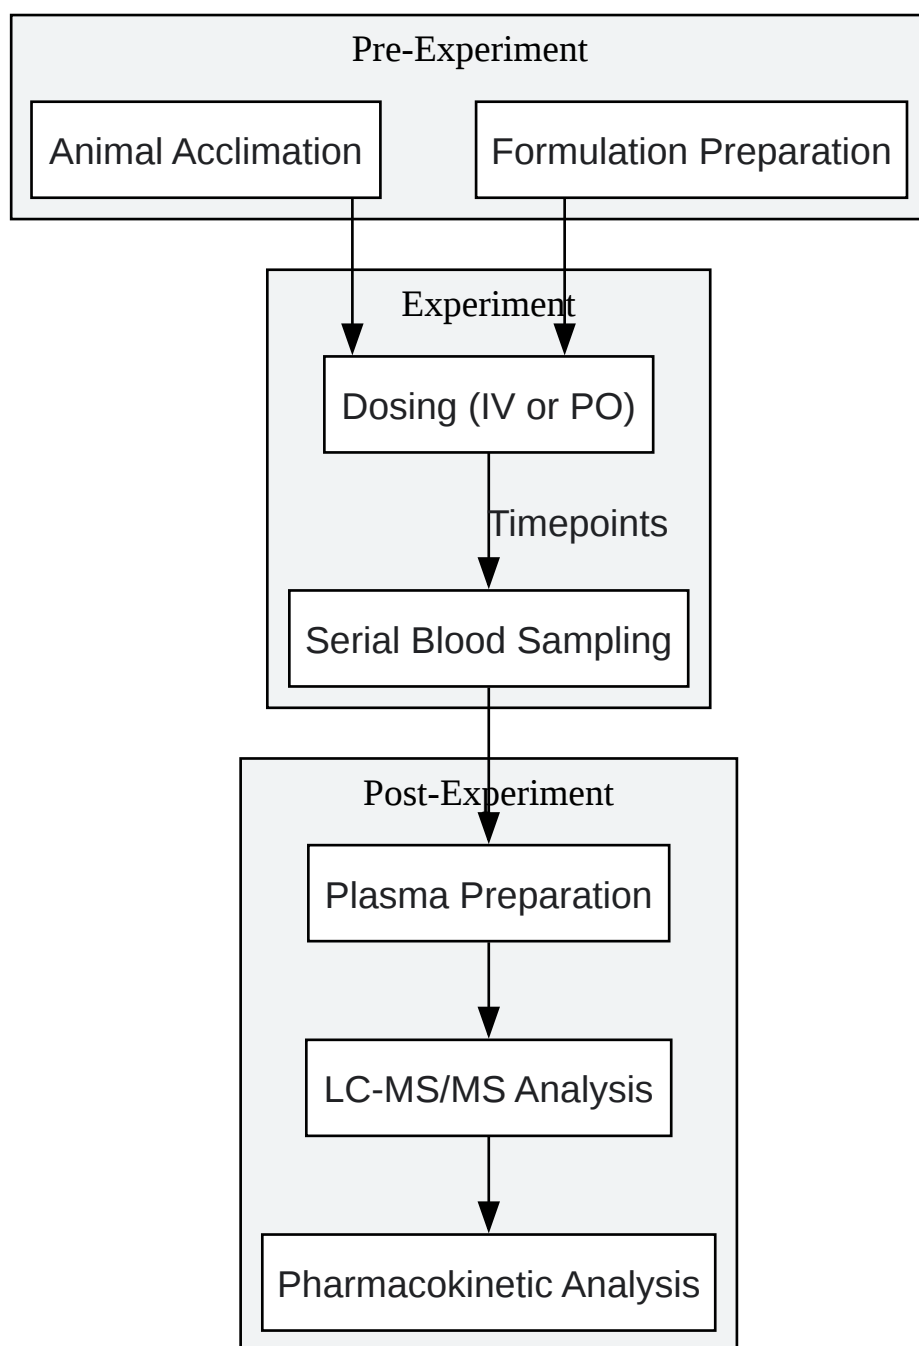 Pre-Experiment
Animal Acclimation
Formulation Preparation
Experiment
Dosing (IV or PO)
Timepoints
Serial Blood Sampling
Post-Experiment
Plasma Preparation
LC-MS/MS Analysis
Pharmacokinetic Analysis